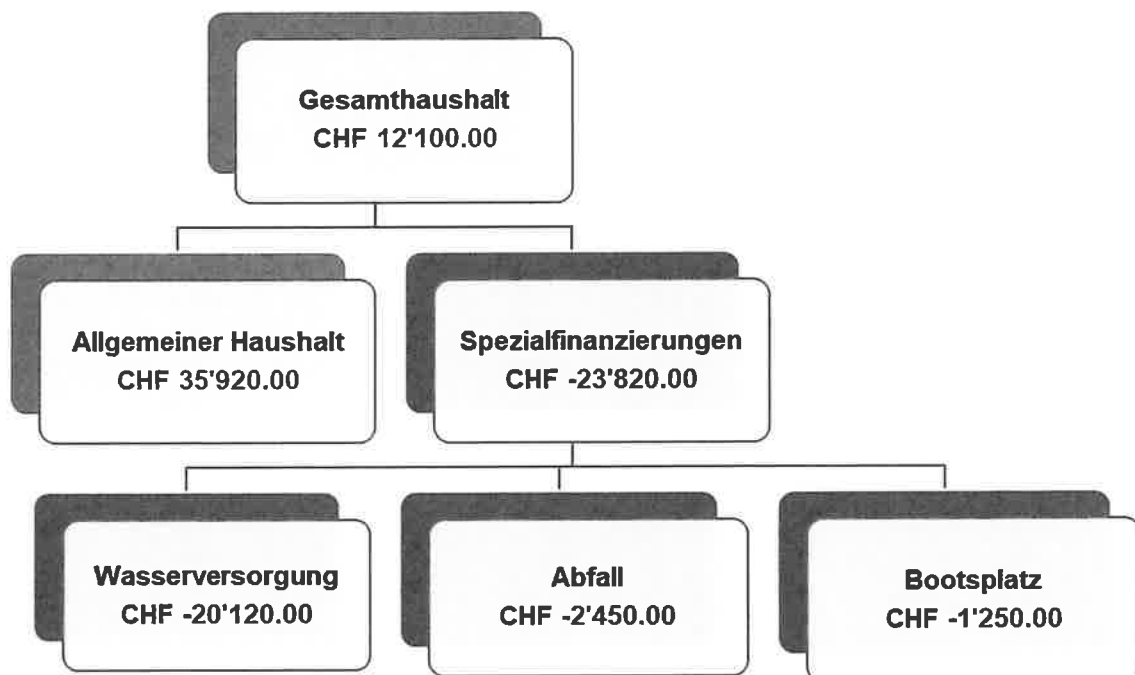 Gesamthaushalt
CHF 12'100.00
Allgemeiner Haushalt
CHF 35'920.00
Spezialfinanzierungen
CHF -23'820.00
Wasserversorgung
CHF -20'120.00
Abfall
CHF -2'450.00
Bootsplatz
CHF -1'250.00